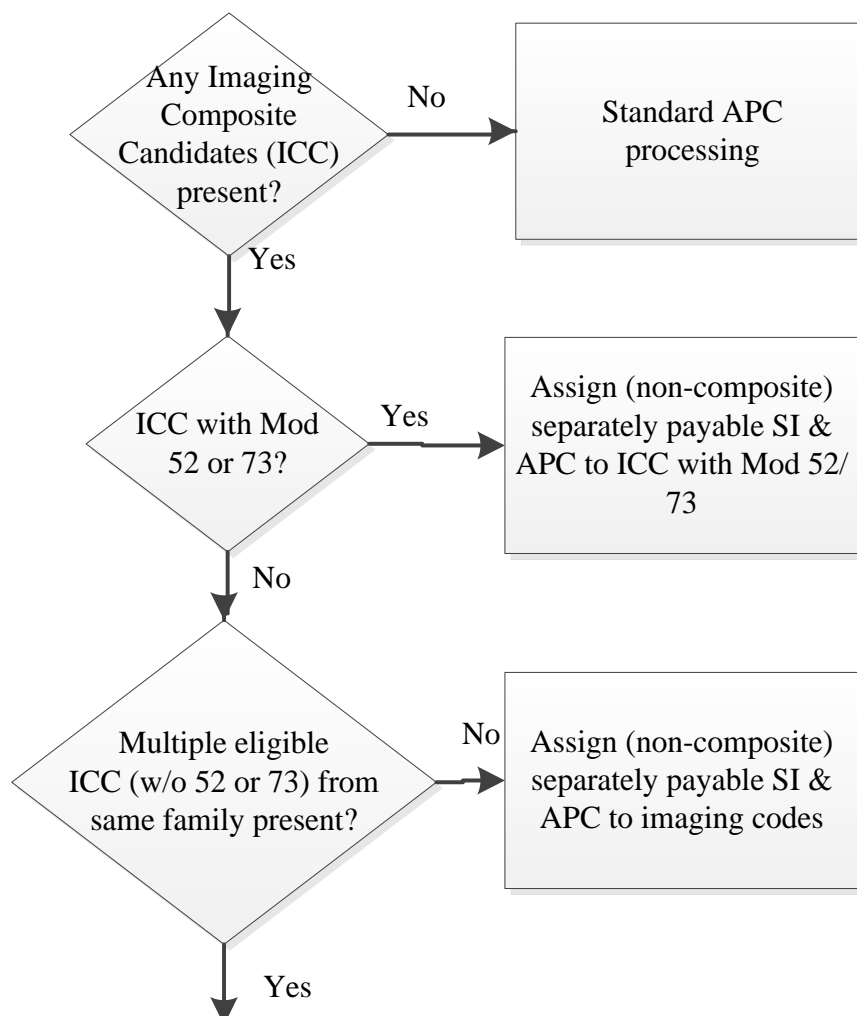 Any Imaging
Composite
Candidates (ICC)
present?
No
Standard APC
processing
Yes
ICC with Mod
52 or 73?
Yes
Assign (non-composite)
separately payable SI &
APC to ICC with Mod 52/
73
No
Multiple eligible
ICC (w/o 52 or 73) from
same family present?
No
Assign (non-composite)
separately payable SI &
APC to imaging codes
Yes